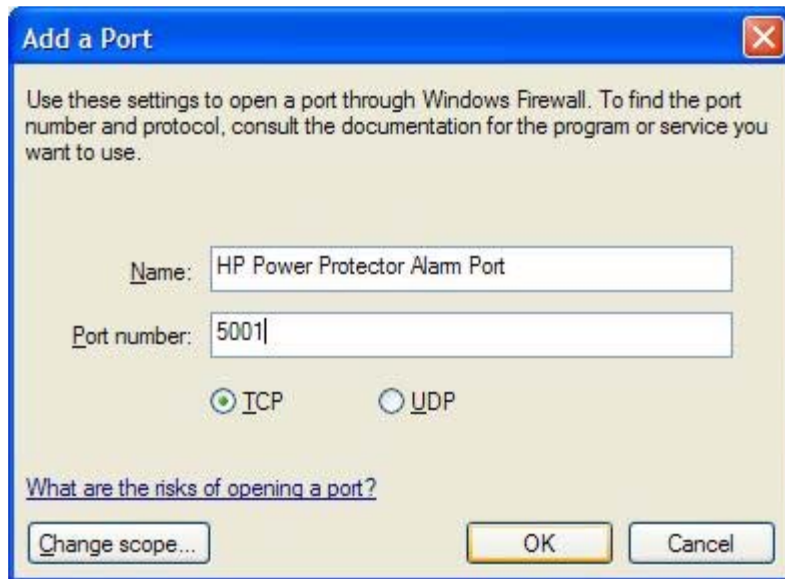 Add a Port
Use these settings to open a port through Windows Firewall. To find the port
number and protocol, consult the documentation for the program or service you
want to use.
Name: HP Power Protector Alarm Port
Port number: 5001
TCP UDP
What are the risks of opening a port?
Change scope... OK Cancel